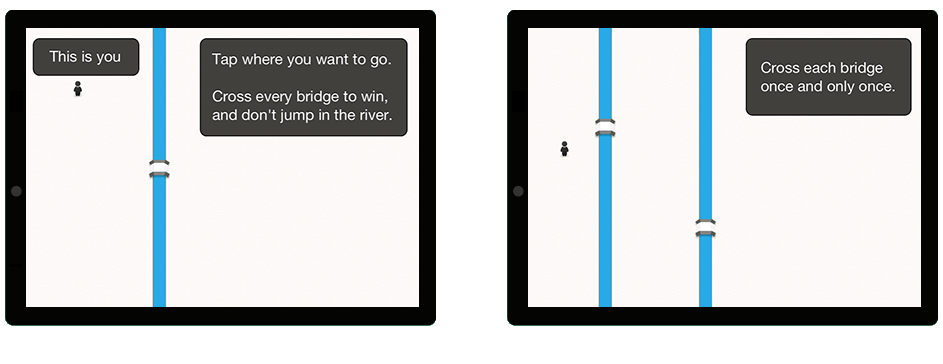 This is you
Tap where you want to go.
Cross every bridge to win,
and don't jump in the river.
Cross each bridge
once and only once.